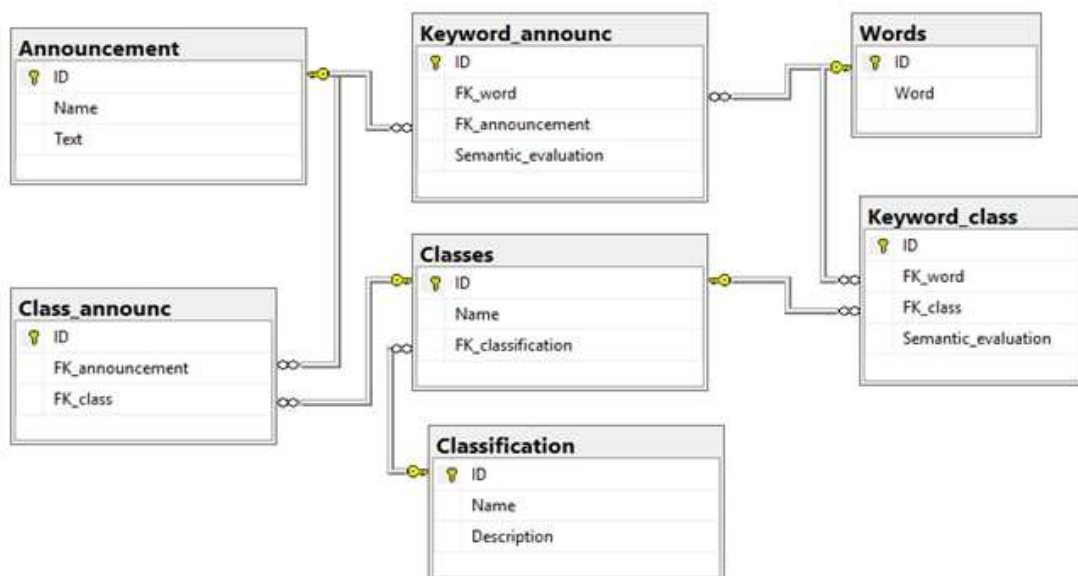 Announcement
ID
Name
Text
Keyword_announc
ID
FK_word
FK_announcement
Semantic_evaluation
Words
ID
Word
Keyword_class
ID
FK_word
FK_class
Semantic_evaluation
Classes
ID
Name
FK_classification
Class_announc
ID
FK_announcement
FK_class
Classification
ID
Name
Description